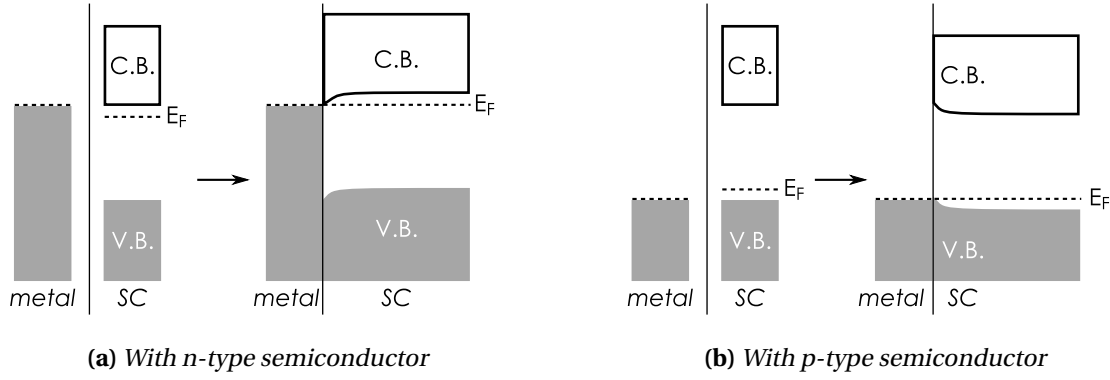 C.B.
E_F
V.B.
metal
SC
C.B.
E_F
V.B.
metal
SC
C.B.
E_F
V.B.
metal
SC
C.B.
E_F
V.B.
metal
SC
(a) With n-type semiconductor
(b) With p-type semiconductor